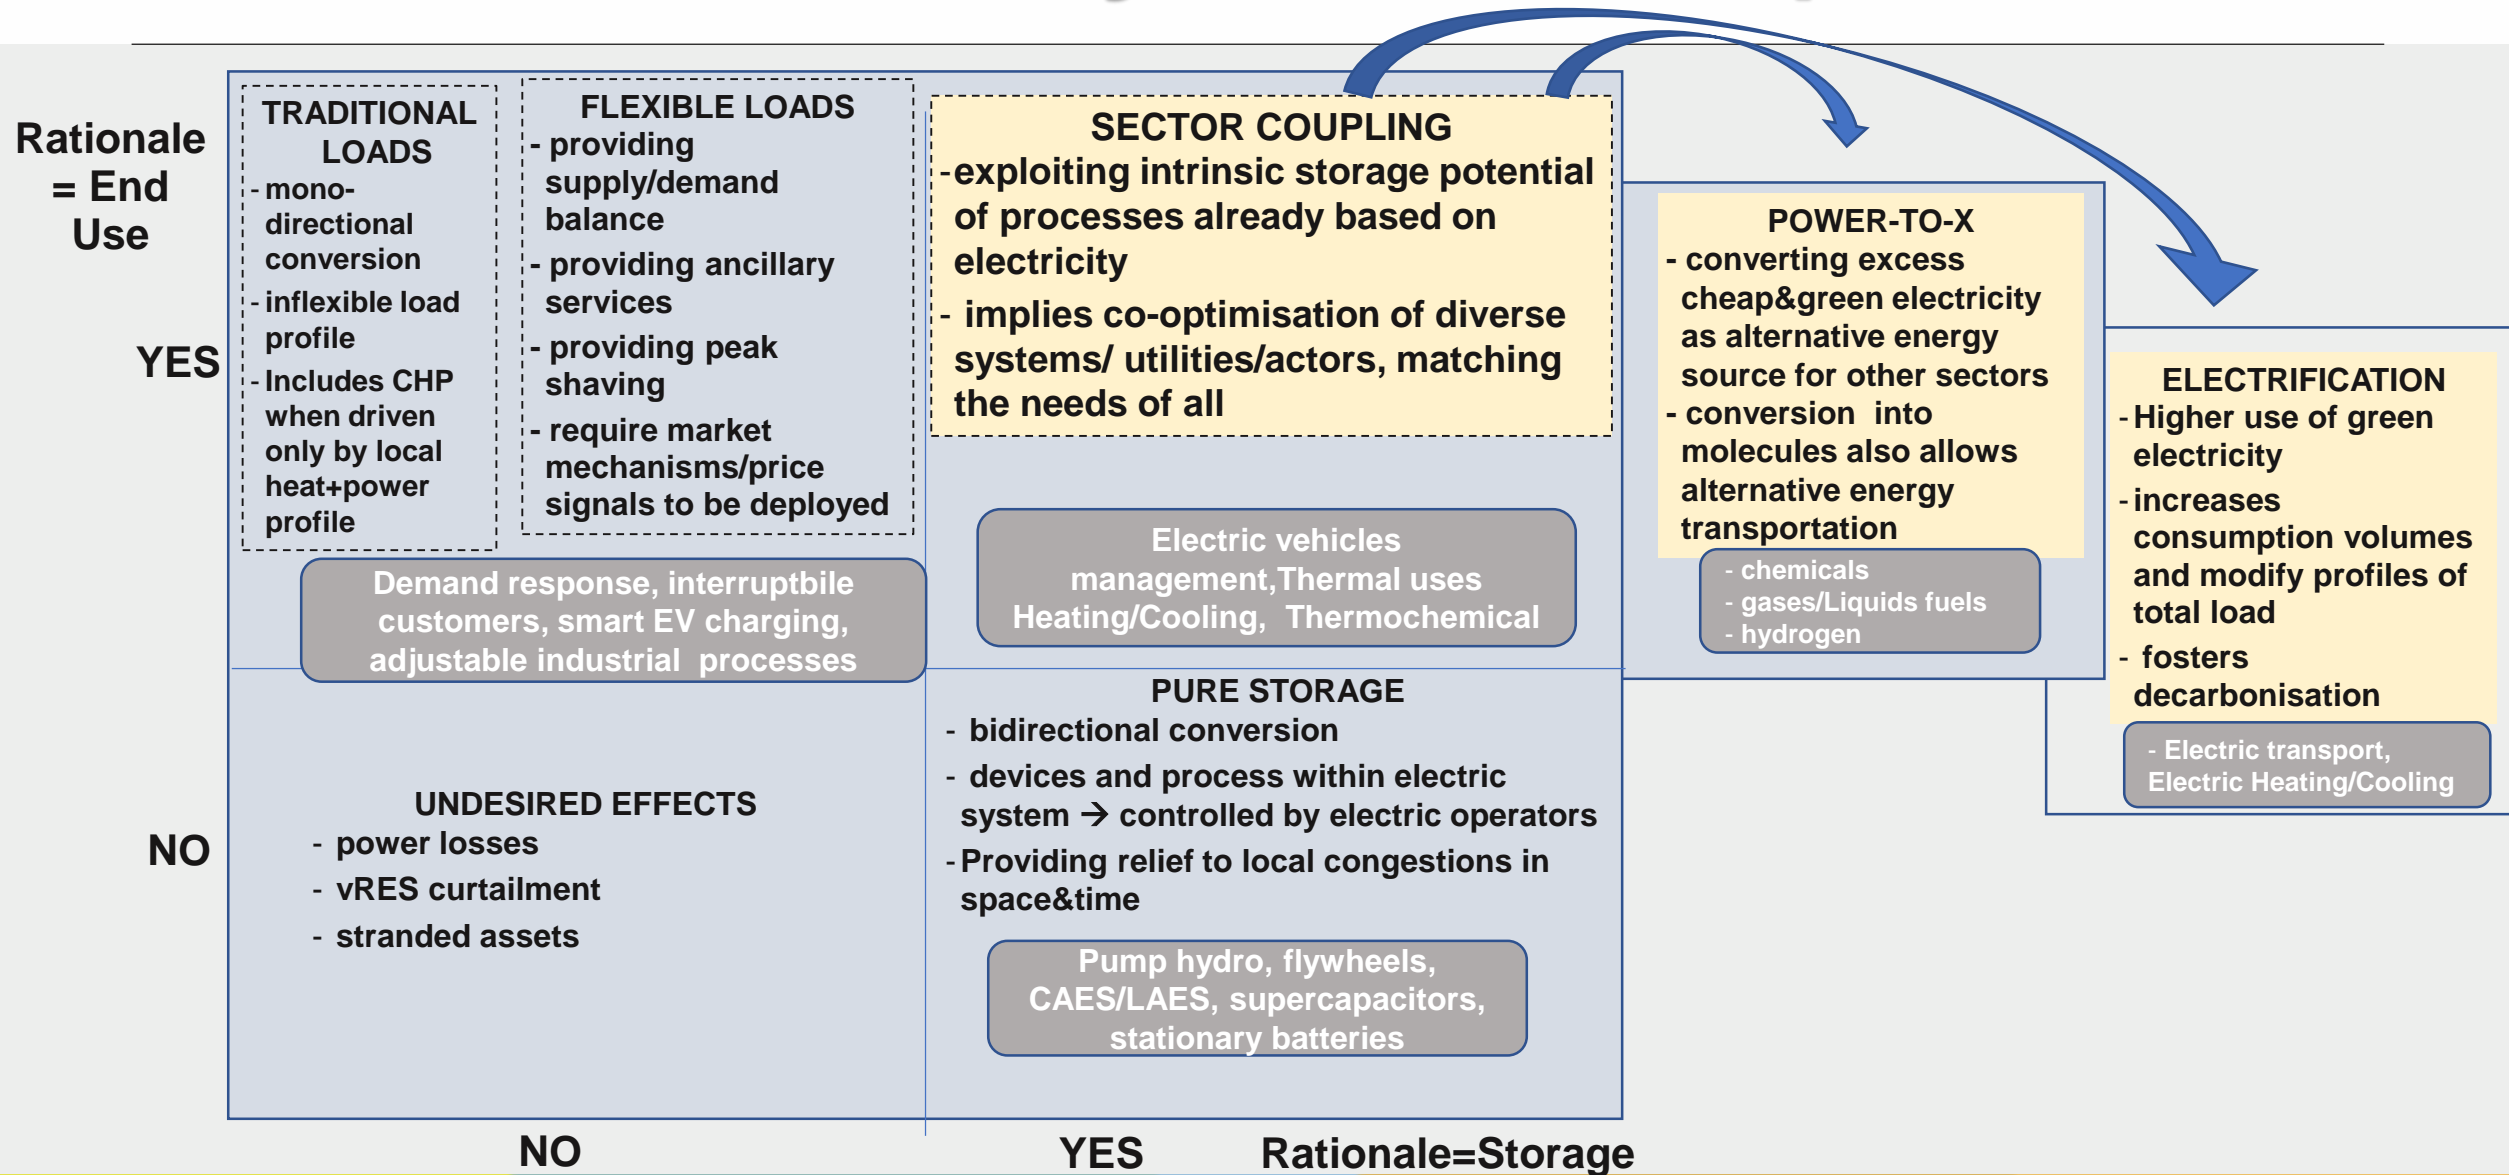 Rationale
= End
Use
YES
NO
TRADITIONAL
LOADS
- mono-
directional
conversion
- inflexible load
profile
- Includes CHP
when driven
only by local
heat+power
profile
FLEXIBLE LOADS
- providing
supply/demand
balance
- providing ancillary
services
- providing peak
shaving
- require market
mechanisms/price
signals to be deployed
Demand response, interruptbile
customers, smart EV charging,
adjustable industrial processes
SECTOR COUPLING
-exploiting intrinsic storage potential
of processes already based on
electricity
- implies co-optimisation of diverse
systems/ utilities/actors, matching
the needs of all
Electric vehicles
management,Thermal uses
Heating/Cooling, Thermochemical
POWER-TO-X
- converting excess
cheap&green electricity
as alternative energy
source for other sectors
- conversion into
molecules also allows
alternative energy
transportation
- chemicals
- gases/Liquids fuels
- hydrogen
ELECTRIFICATION
- Higher use of green
electricity
- increases
consumption volumes
and modify profiles of
total load
- fosters
decarbonisation
- Electric transport,
Electric Heating/Cooling
UNDESIRED EFFECTS
- power losses
- vRES curtailment
- stranded assets
PURE STORAGE
- bidirectional conversion
- devices and process within electric
system → controlled by electric operators
- Providing relief to local congestions in
space&time
Pump hydro, flywheels,
CAES/LAES, supercapacitors,
stationary batteries
NO
YES
Rationale=Storage